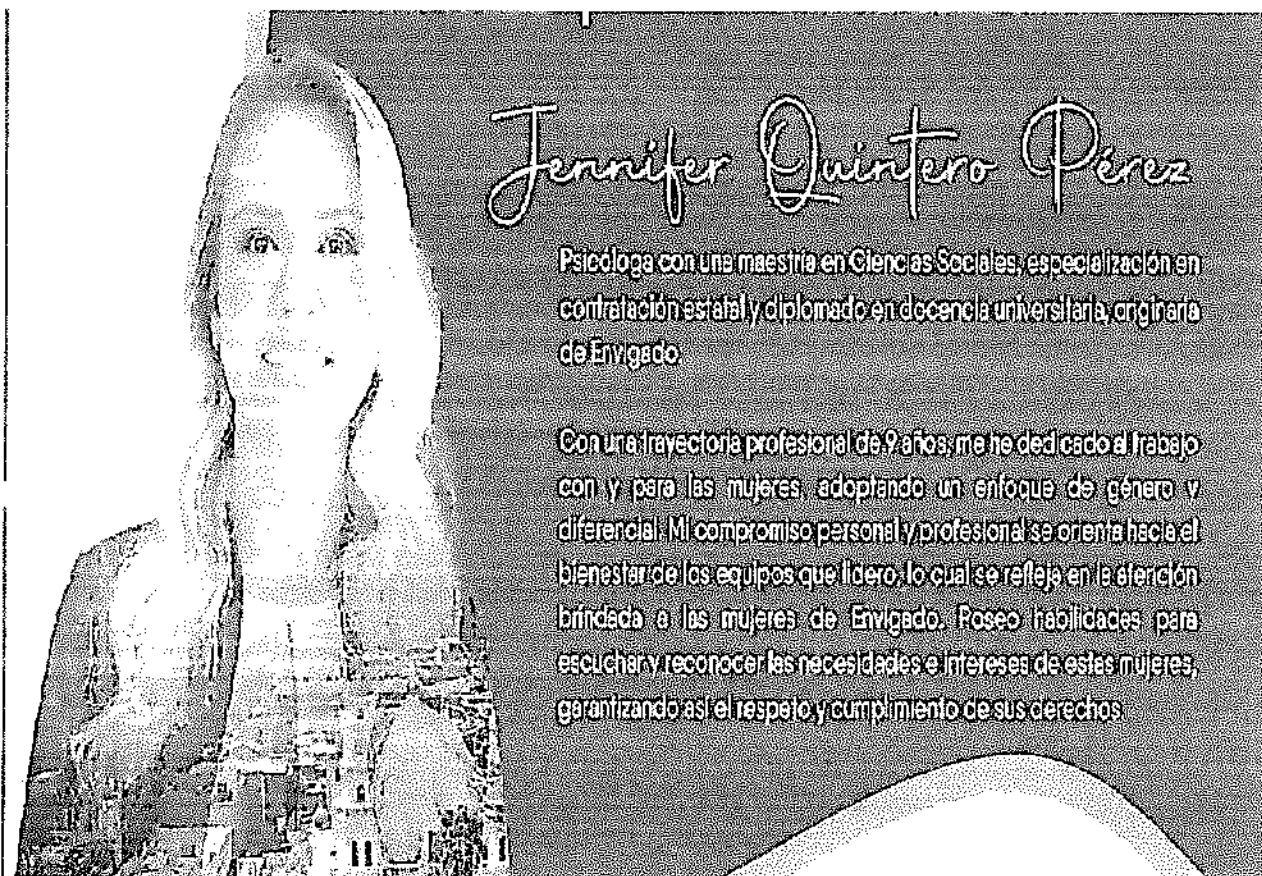 Jennifer Quintero Pérez
Psicóloga con una maestría en Ciencias Sociales, especialización en
contratación estatal y diplomado en docencia universitaria, originaria
de Envigado.
Con una trayectoria profesional de 9 años, me he dedicado al trabajo
con y para las mujeres, adoptando un enfoque de género y
diferencial. Mi compromiso personal y profesional se orienta hacia el
bienestar de los equipos que lidero, lo cual se refleja en la atención
brindada a las mujeres de Envigado. Poseo habilidades para
escuchar y reconocer las necesidades e intereses de estas mujeres,
garantizando así el respeto y cumplimiento de sus derechos.